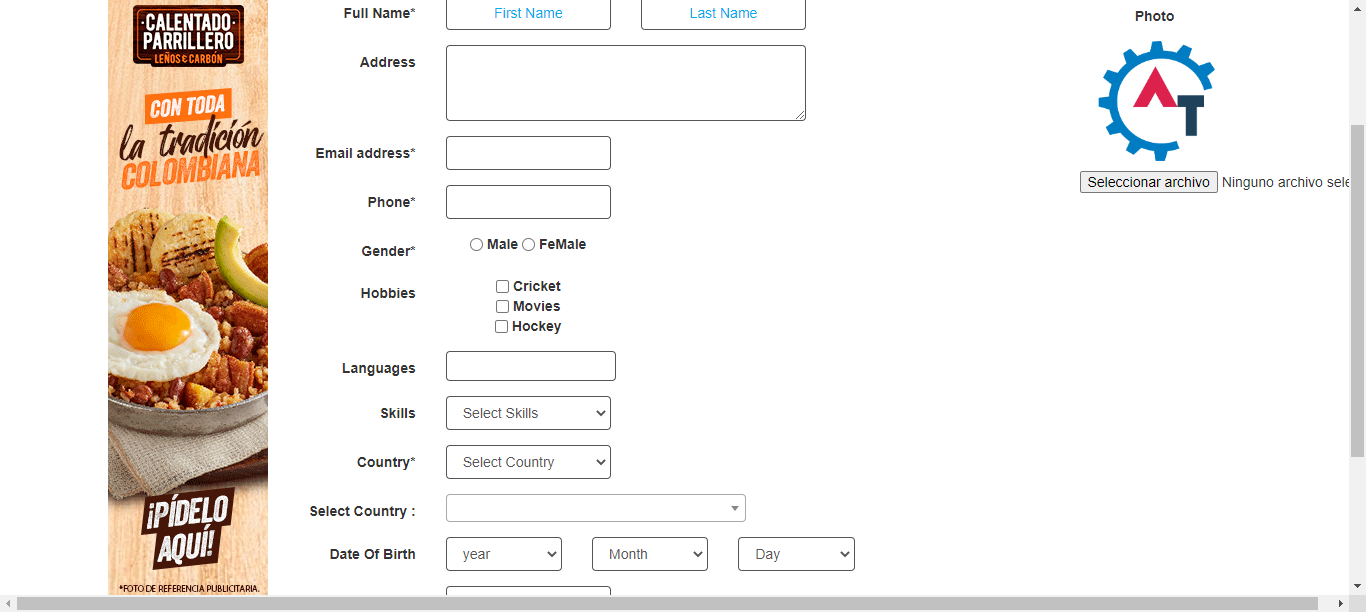 ·CALENTADO·
PARRILLERO
LEÑOS & CARBÓN
CON TODA
la tradición
COLOMBIANA
¡PÍDELO
AQUÍ!
*FOTO DE REFERENCIA PUBLICITARIA.
Full Name* First Name Last Name
Address
Email address*
Phone*
Gender* Male FeMale
Hobbies Cricket
Movies
Hockey
Languages
Skills Select Skills
Country* Select Country
Select Country :
Date Of Birth year Month Day
Photo
AT
Seleccionar archivo Ninguno archivo sele